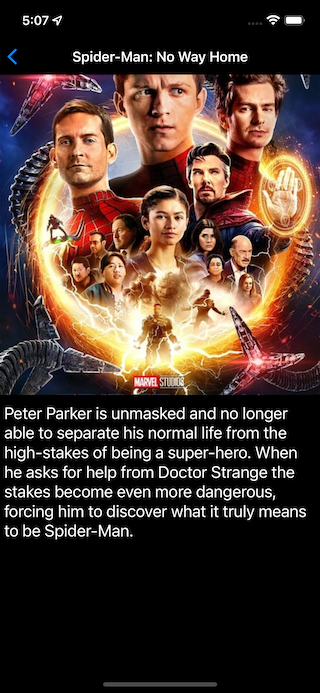 5:07
Spider-Man: No Way Home
MARVEL STUDIOS
Peter Parker is unmasked and no longer
able to separate his normal life from the
high-stakes of being a super-hero. When
he asks for help from Doctor Strange the
stakes become even more dangerous,
forcing him to discover what it truly means
to be Spider-Man.